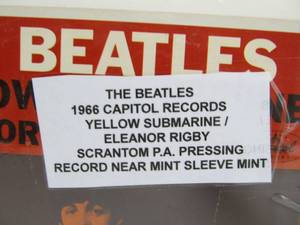 BEATLES
THE BEATLES
1966 CAPITOL RECORDS
YELLOW SUBMARINE /
ELEANOR RIGBY
SCRANTOM P.A. PRESSING
RECORD NEAR MINT SLEEVE MINT